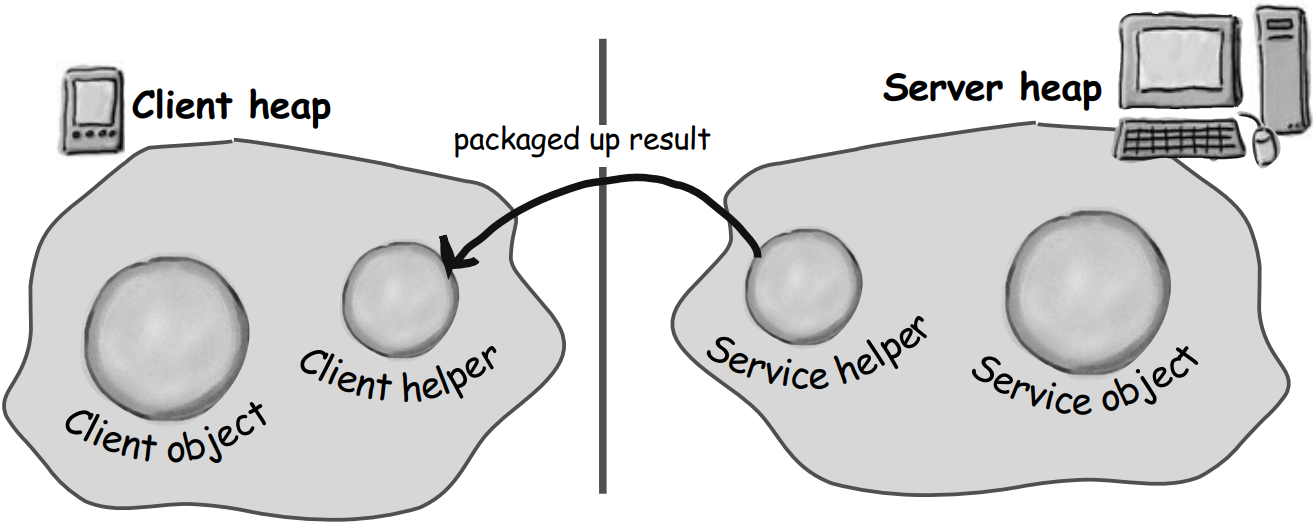 Client heap
Server heap
packaged up result
Client object
Client helper
Service helper
Service object